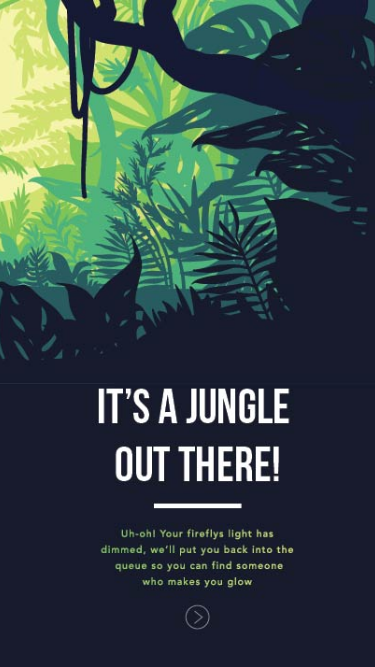 IT'S A JUNGLE
OUT THERE!
Uh-oh! Your fireflys light has
dimmed, we'll put you back into the
queue so you can find someone
who makes you glow